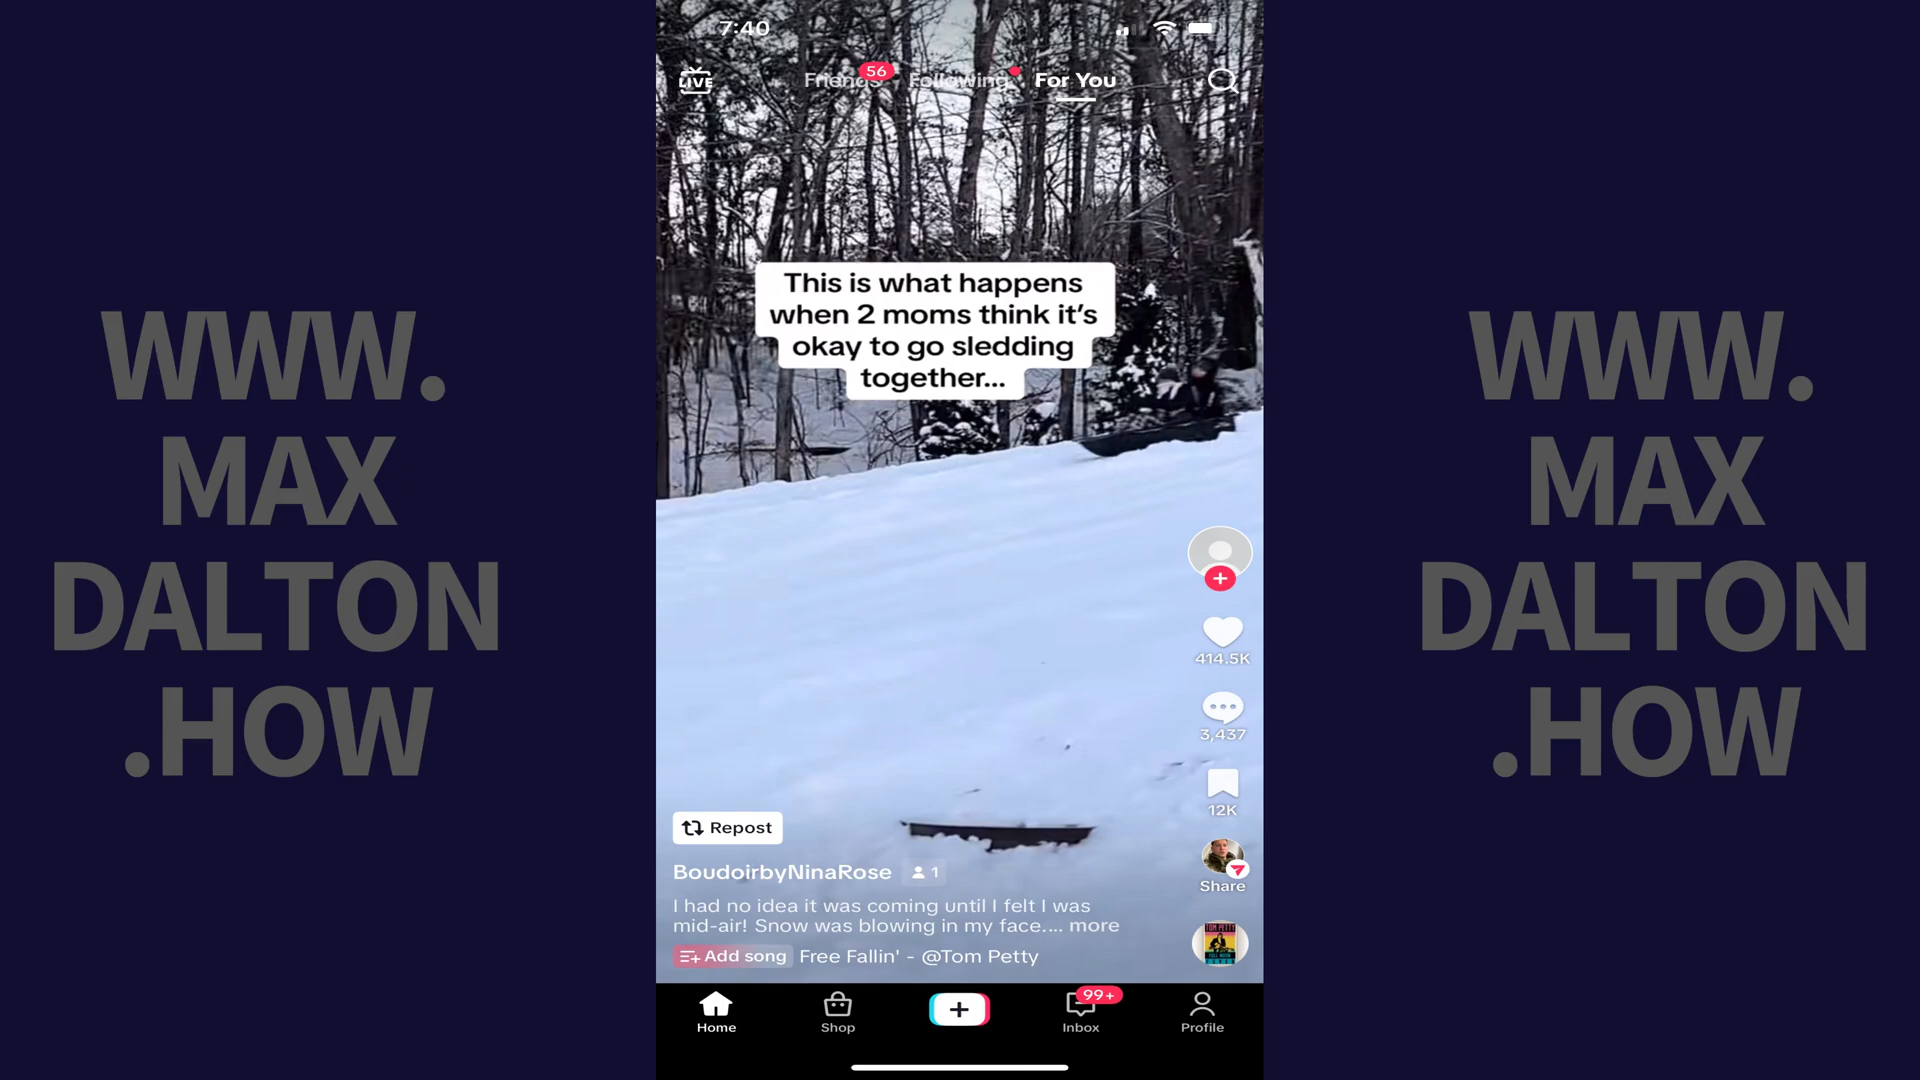 WWW.
MAX
DALTON
.HOW
7:40
LIVE
Friends 56
Following
For You
This is what happens
when 2 moms think it's
okay to go sledding
together...
414.5K
3,437
12K
Share
Repost
BoudoirbyNinaRose 1
I had no idea it was coming until I felt I was
mid-air! Snow was blowing in my face.... more
Add song Free Fallin' - @Tom Petty
TOM PETTY
Home
Shop
99+
Inbox
Profile
WWW.
MAX
DALTON
.HOW